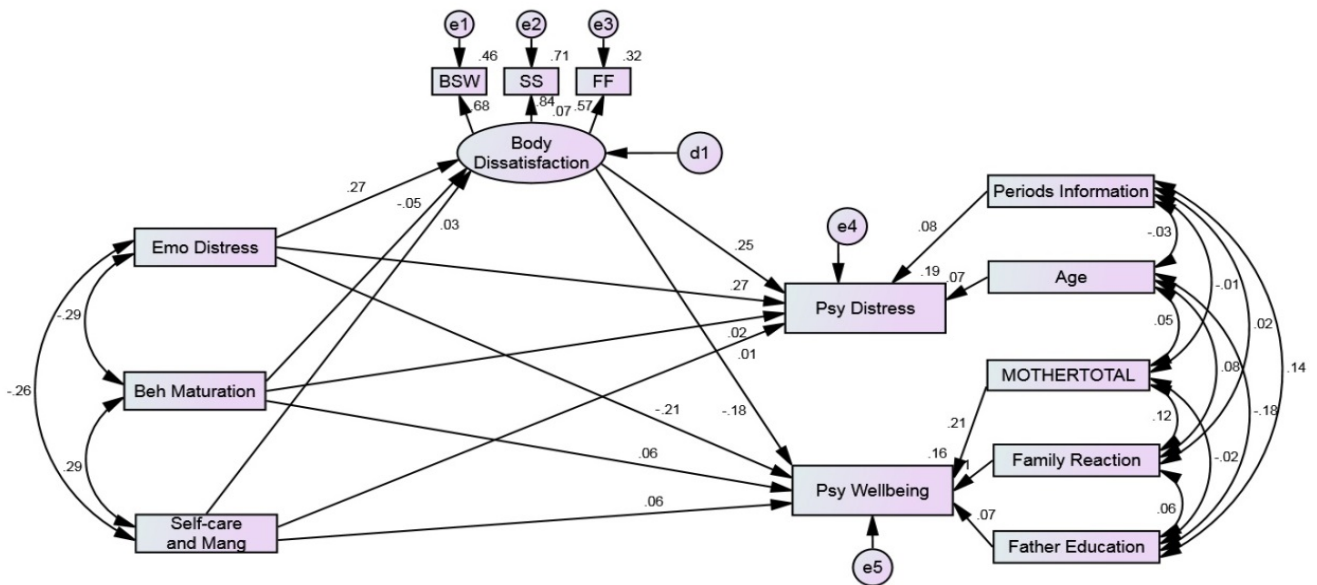 e1
e2
e3
.46
.71
.32
BSW
SS
FF
.68
.84
.07
.57
Body
Dissatisfaction
d1
Periods Information
.27
-.05
.03
e4
.08
-.03
Emo Distress
.25
.19
.07
Age
-.01
.27
Psy Distress
-.29
.02
.01
.05
.02
MOTHERTOTAL
.08
.14
-.26
Beh Maturation
-.21
-.18
.21
.12
-.18
.06
.16
Family Reaction
-.02
.29
Psy Wellbeing
.06
.07
.06
Self-care
and Mang
Father Education
e5